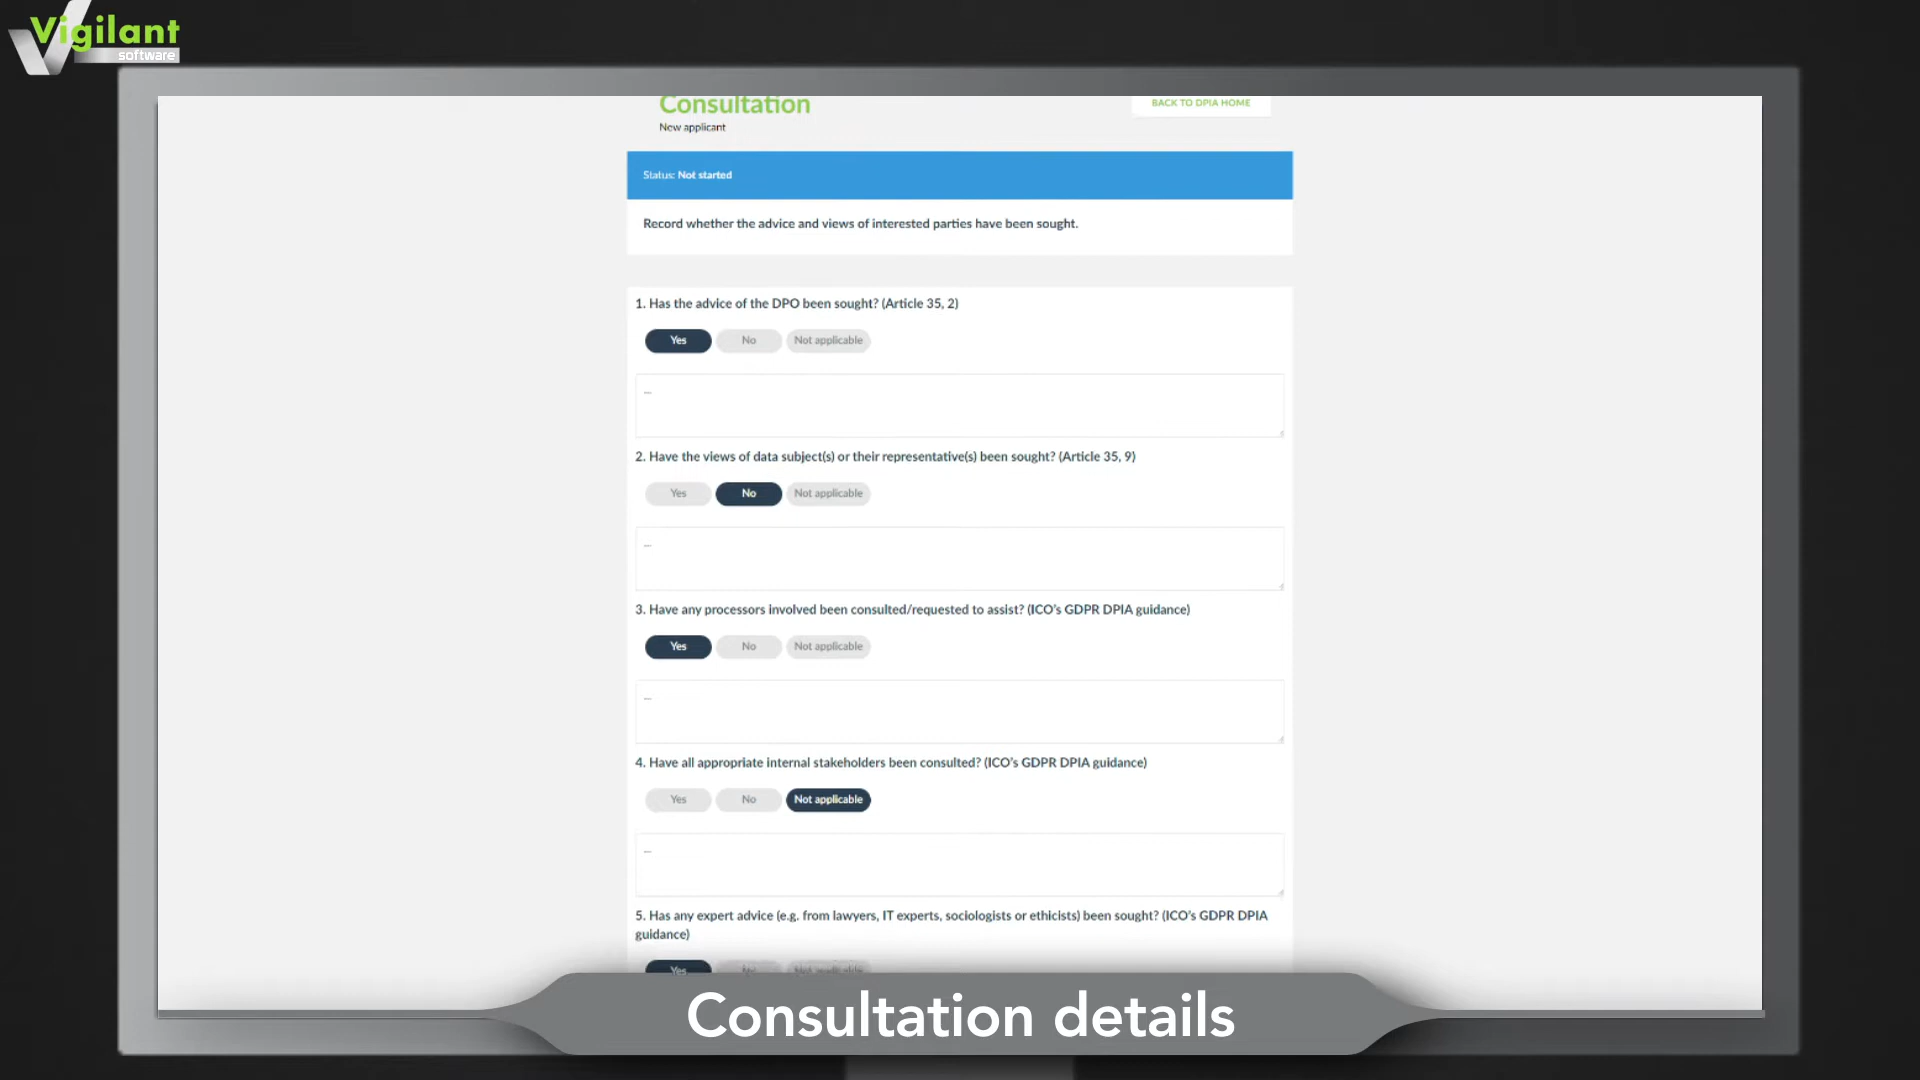 Vigilant
software
Consultation
BACK TO DPIA HOME
New applicant
Status: Not started
Record whether the advice and views of interested parties have been sought.
1. Has the advice of the DPO been sought? (Article 35, 2)
Yes No Not applicable
...
2. Have the views of data subject(s) or their representative(s) been sought? (Article 35, 9)
Yes No Not applicable
...
3. Have any processors involved been consulted/requested to assist? (ICO's GDPR DPIA guidance)
Yes No Not applicable
...
4. Have all appropriate internal stakeholders been consulted? (ICO's GDPR DPIA guidance)
Yes No Not applicable
...
5. Has any expert advice (e.g. from lawyers, IT experts, sociologists or ethicists) been sought? (ICO's GDPR DPIA
guidance)
Yes No Not applicable
Consultation details